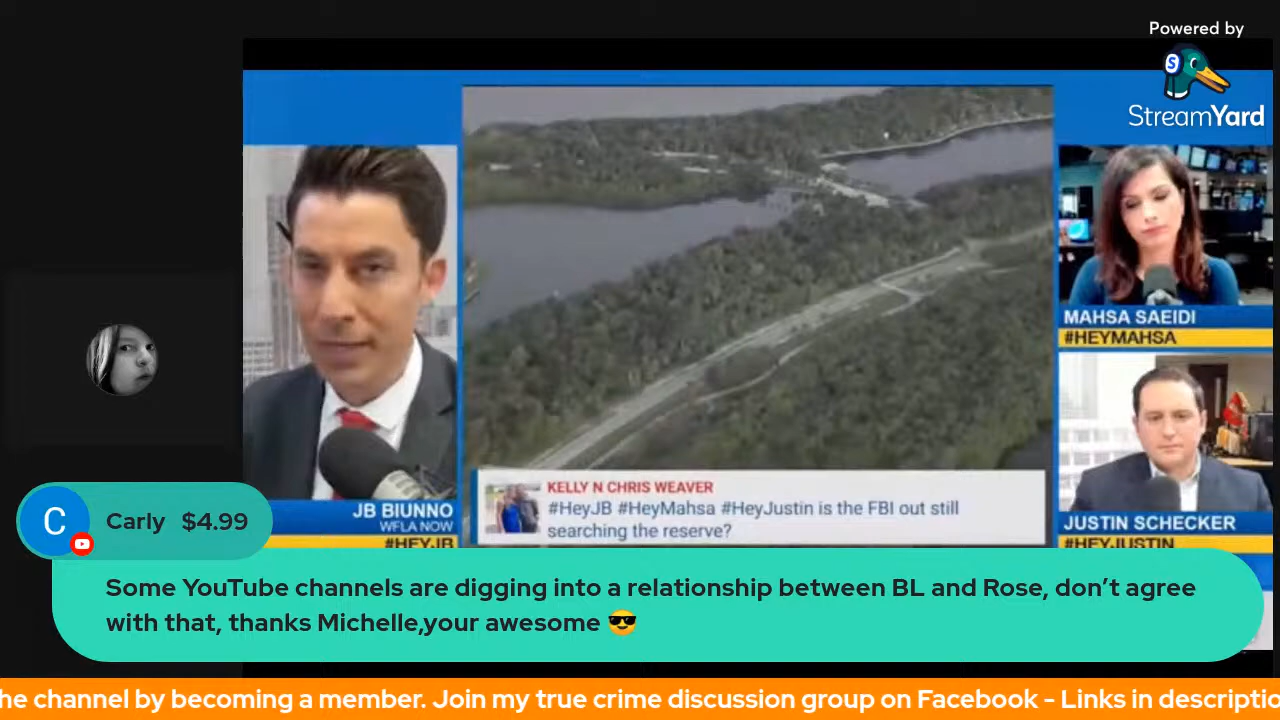 Powered by
S
StreamYard
MAHSA SAEIDI
#HEYMAHSA
KELLY N CHRIS WEAVER
#HeyJB #HeyMahsa #HeyJustin is the FBI out still
searching the reserve?
JB BIUNNO
WFLA NOW
#HEYJB
JUSTIN SCHECKER
#HEYJUSTIN
C
Carly $4.99
Some YouTube channels are digging into a relationship between BL and Rose, don’t agree
with that, thanks Michelle,your awesome 😎
he channel by becoming a member. Join my true crime discussion group on Facebook - Links in descriptio